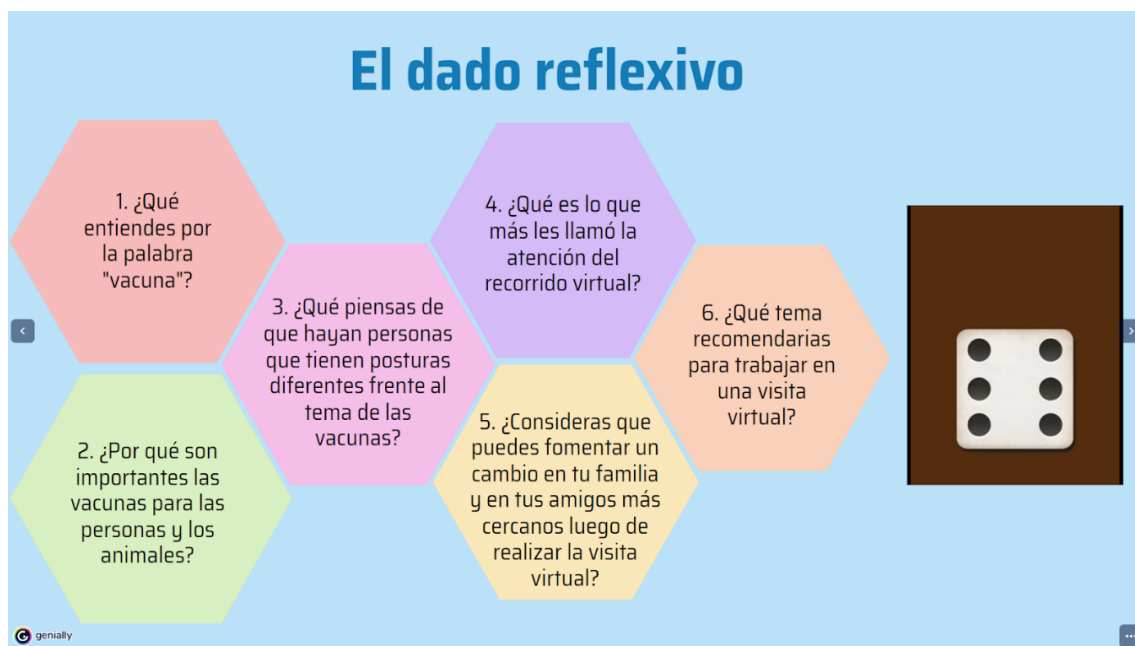 El dado reflexivo
1. ¿Qué
entiendes por
la palabra
"vacuna"?
2. ¿Por qué son
importantes las
vacunas para las
personas y los
animales?
3. ¿Qué piensas de
que hayan personas
que tienen posturas
diferentes frente al
tema de las
vacunas?
4. ¿Qué es lo que
más les llamó la
atención del
recorrido virtual?
5. ¿Consideras que
puedes fomentar un
cambio en tu familia
y en tus amigos más
cercanos luego de
realizar la visita
virtual?
6. ¿Qué tema
recomendarias
para trabajar en
una visita
virtual?
genially